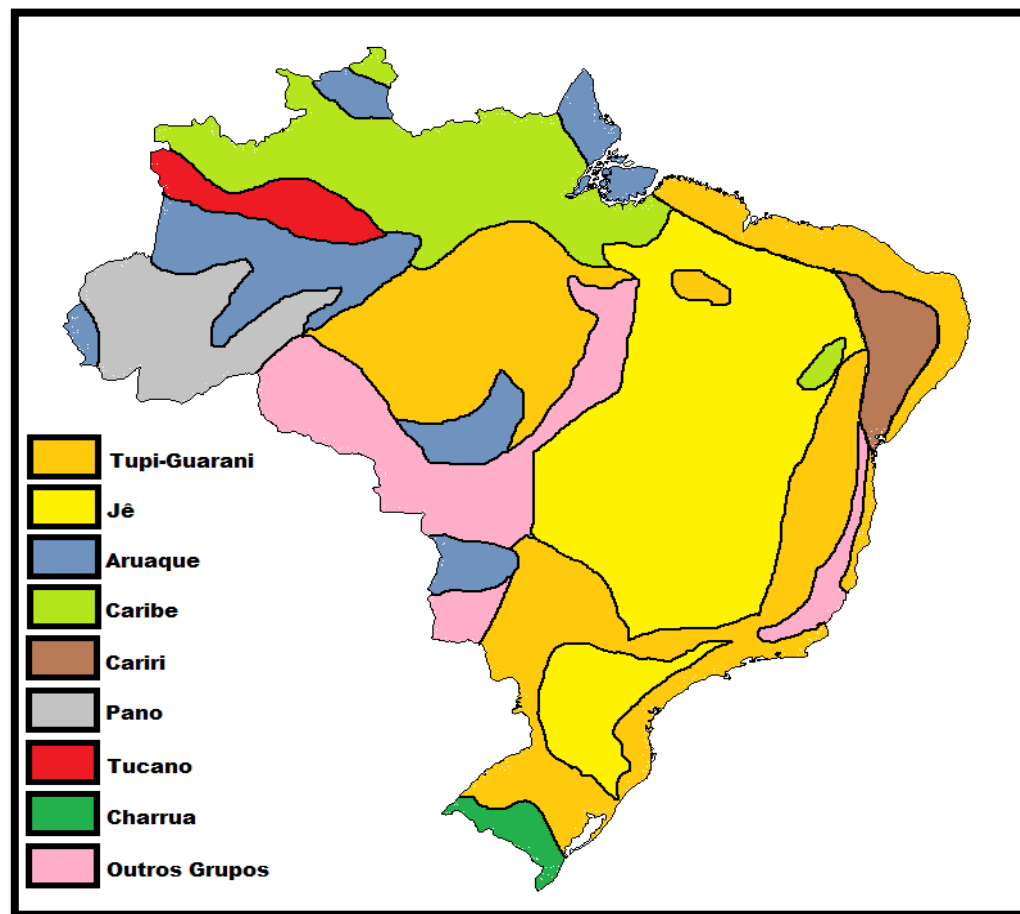 Tupi-Guarani
Jê
Aruaque
Caribe
Cariri
Pano
Tucano
Charrua
Outros Grupos